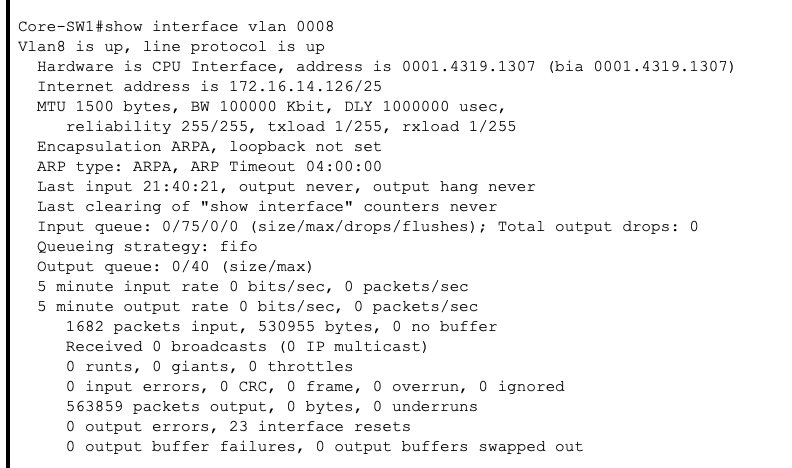 Core-SW1#show interface vlan 0008
Vlan8 is up, line protocol is up
Hardware is CPU Interface, address is 0001.4319.1307 (bia 0001.4319.1307)
Internet address is 172.16.14.126/25
MTU 1500 bytes, BW 100000 Kbit, DLY 1000000 usec,
reliability 255/255, txload 1/255, rxload 1/255
Encapsulation ARPA, loopback not set
ARP type: ARPA, ARP Timeout 04:00:00
Last input 21:40:21, output never, output hang never
Last clearing of "show interface" counters never
Input queue: 0/75/0/0 (size/max/drops/flushes); Total output drops: 0
Queueing strategy: fifo
Output queue: 0/40 (size/max)
5 minute input rate 0 bits/sec, 0 packets/sec
5 minute output rate 0 bits/sec, 0 packets/sec
1682 packets input, 530955 bytes, 0 no buffer
Received 0 broadcasts (0 IP multicast)
0 runts, 0 giants, 0 throttles
0 input errors, 0 CRC, 0 frame, 0 overrun, 0 ignored
563859 packets output, 0 bytes, 0 underruns
0 output errors, 23 interface resets
0 output buffer failures, 0 output buffers swapped out